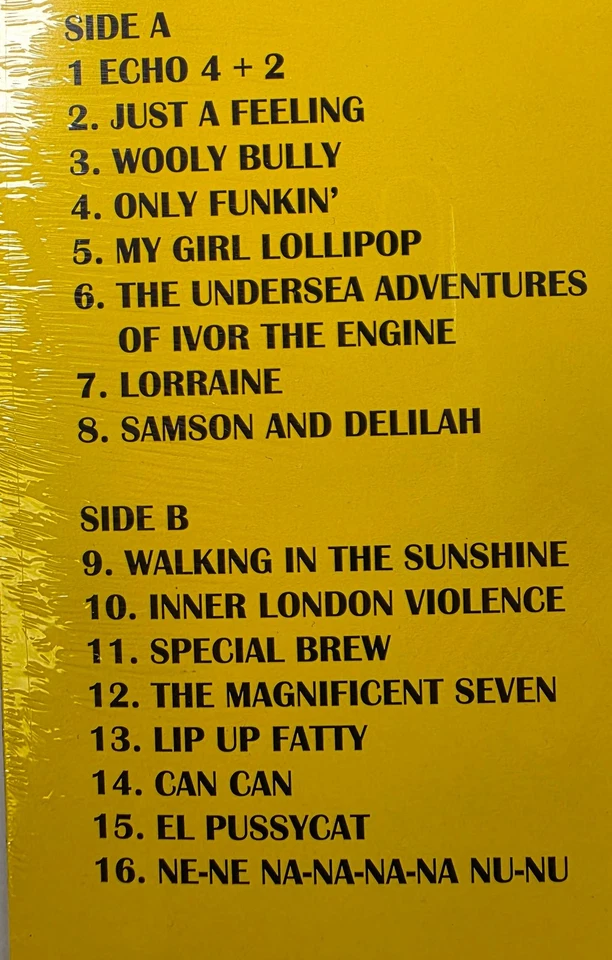 SIDE A
1 ECHO 4 + 2
2. JUST A FEELING
3. WOOLY BULLY
4. ONLY FUNKIN'
5. MY GIRL LOLLIPOP
6. THE UNDERSEA ADVENTURES
OF IVOR THE ENGINE
7. LORRAINE
8. SAMSON AND DELILAH
SIDE B
9. WALKING IN THE SUNSHINE
10. INNER LONDON VIOLENCE
11. SPECIAL BREW
12. THE MAGNIFICENT SEVEN
13. LIP UP FATTY
14. CAN CAN
15. EL PUSSYCAT
16. NE-NE NA-NA-NA-NA NU-NU